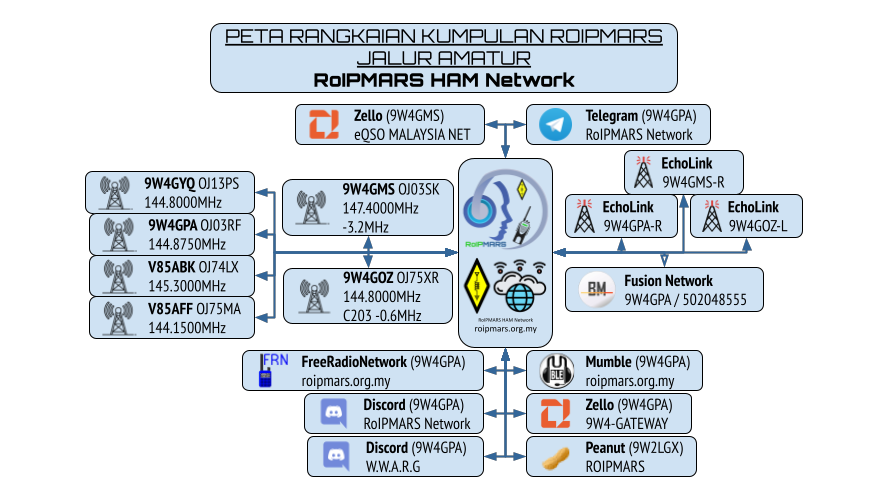 PETA RANGKAIAN KUMPULAN ROIPMARS
JALUR AMATUR
RoIPMARS HAM Network
Zello (9W4GMS)
eQSO MALAYSIA NET
Telegram (9W4GPA)
RoIPMARS Network
9W4GYQ OJ13PS
144.8000MHz
9W4GPA OJ03RF
144.8750MHz
V85ABK OJ74LX
145.3000MHz
V85AFF OJ75MA
144.1500MHz
9W4GMS OJ03SK
147.4000MHz
-3.2MHz
9W4GOZ OJ75XR
144.8000MHz
C203 -0.6MHz
RoIPMARS
RoIPMARS HAM Network
roipmars.org.my
EchoLink
9W4GMS-R
EchoLink
9W4GPA-R
EchoLink
9W4GOZ-L
BM
Fusion Network
9W4GPA / 502048555
FRN
FreeRadioNetwork (9W4GPA)
roipmars.org.my
Mumble (9W4GPA)
roipmars.org.my
Discord (9W4GPA)
RoIPMARS Network
Zello (9W4GPA)
9W4-GATEWAY
Discord (9W4GPA)
W.W.A.R.G
Peanut (9W2LGX)
ROIPMARS